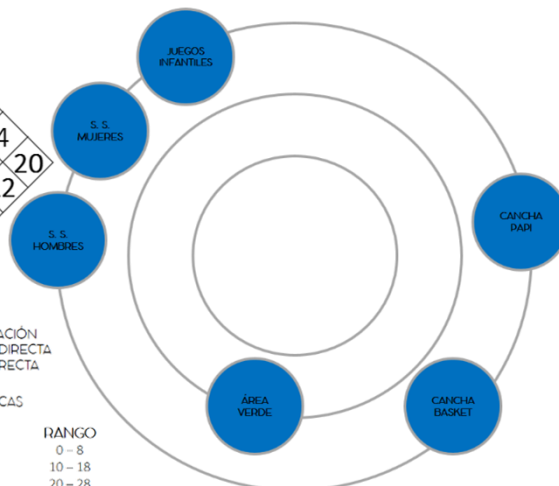 JUEGOS
INFANTILES
S. S.
MUJERES
4
20
2
S. S.
HOMBRES
CANCHA
PAPI
ACIÓN
DIRECTA
RECTA
CAS
ÁREA
VERDE
CANCHA
BASKET
RANGO
0 – 8
10 – 18
20 – 28